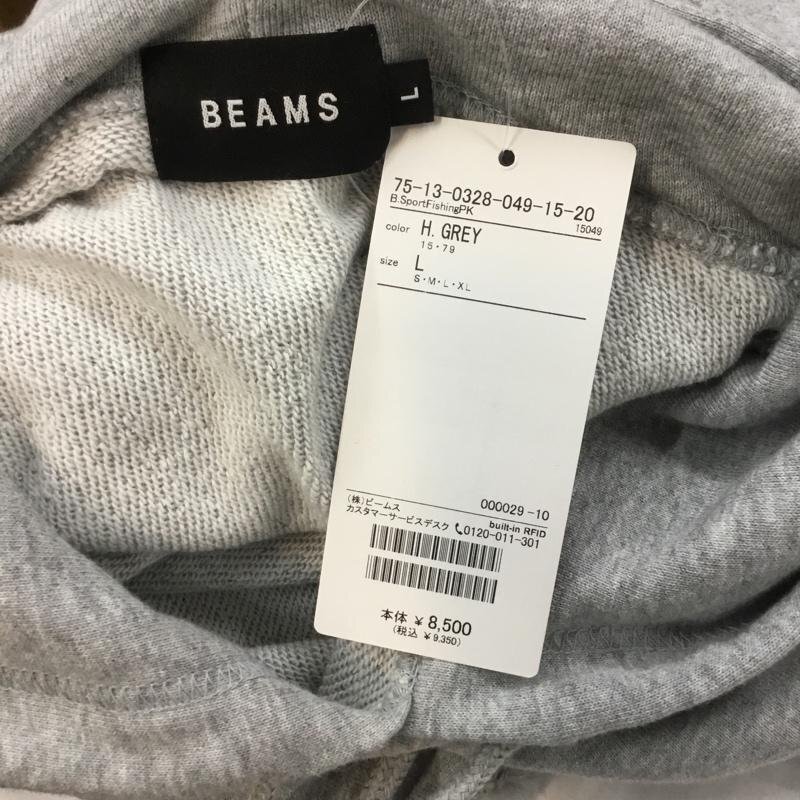 BEAMS
L
75-13-0328-049-15-20
B.SportFishingPK
15049
color H. GREY
15・79
size L
S・M・L・XL
(株)ビームス 000029-10
カスタマーサービスデスク built-in RFID
0120-011-301
本体 ¥8,500
(税込 ¥9,350)